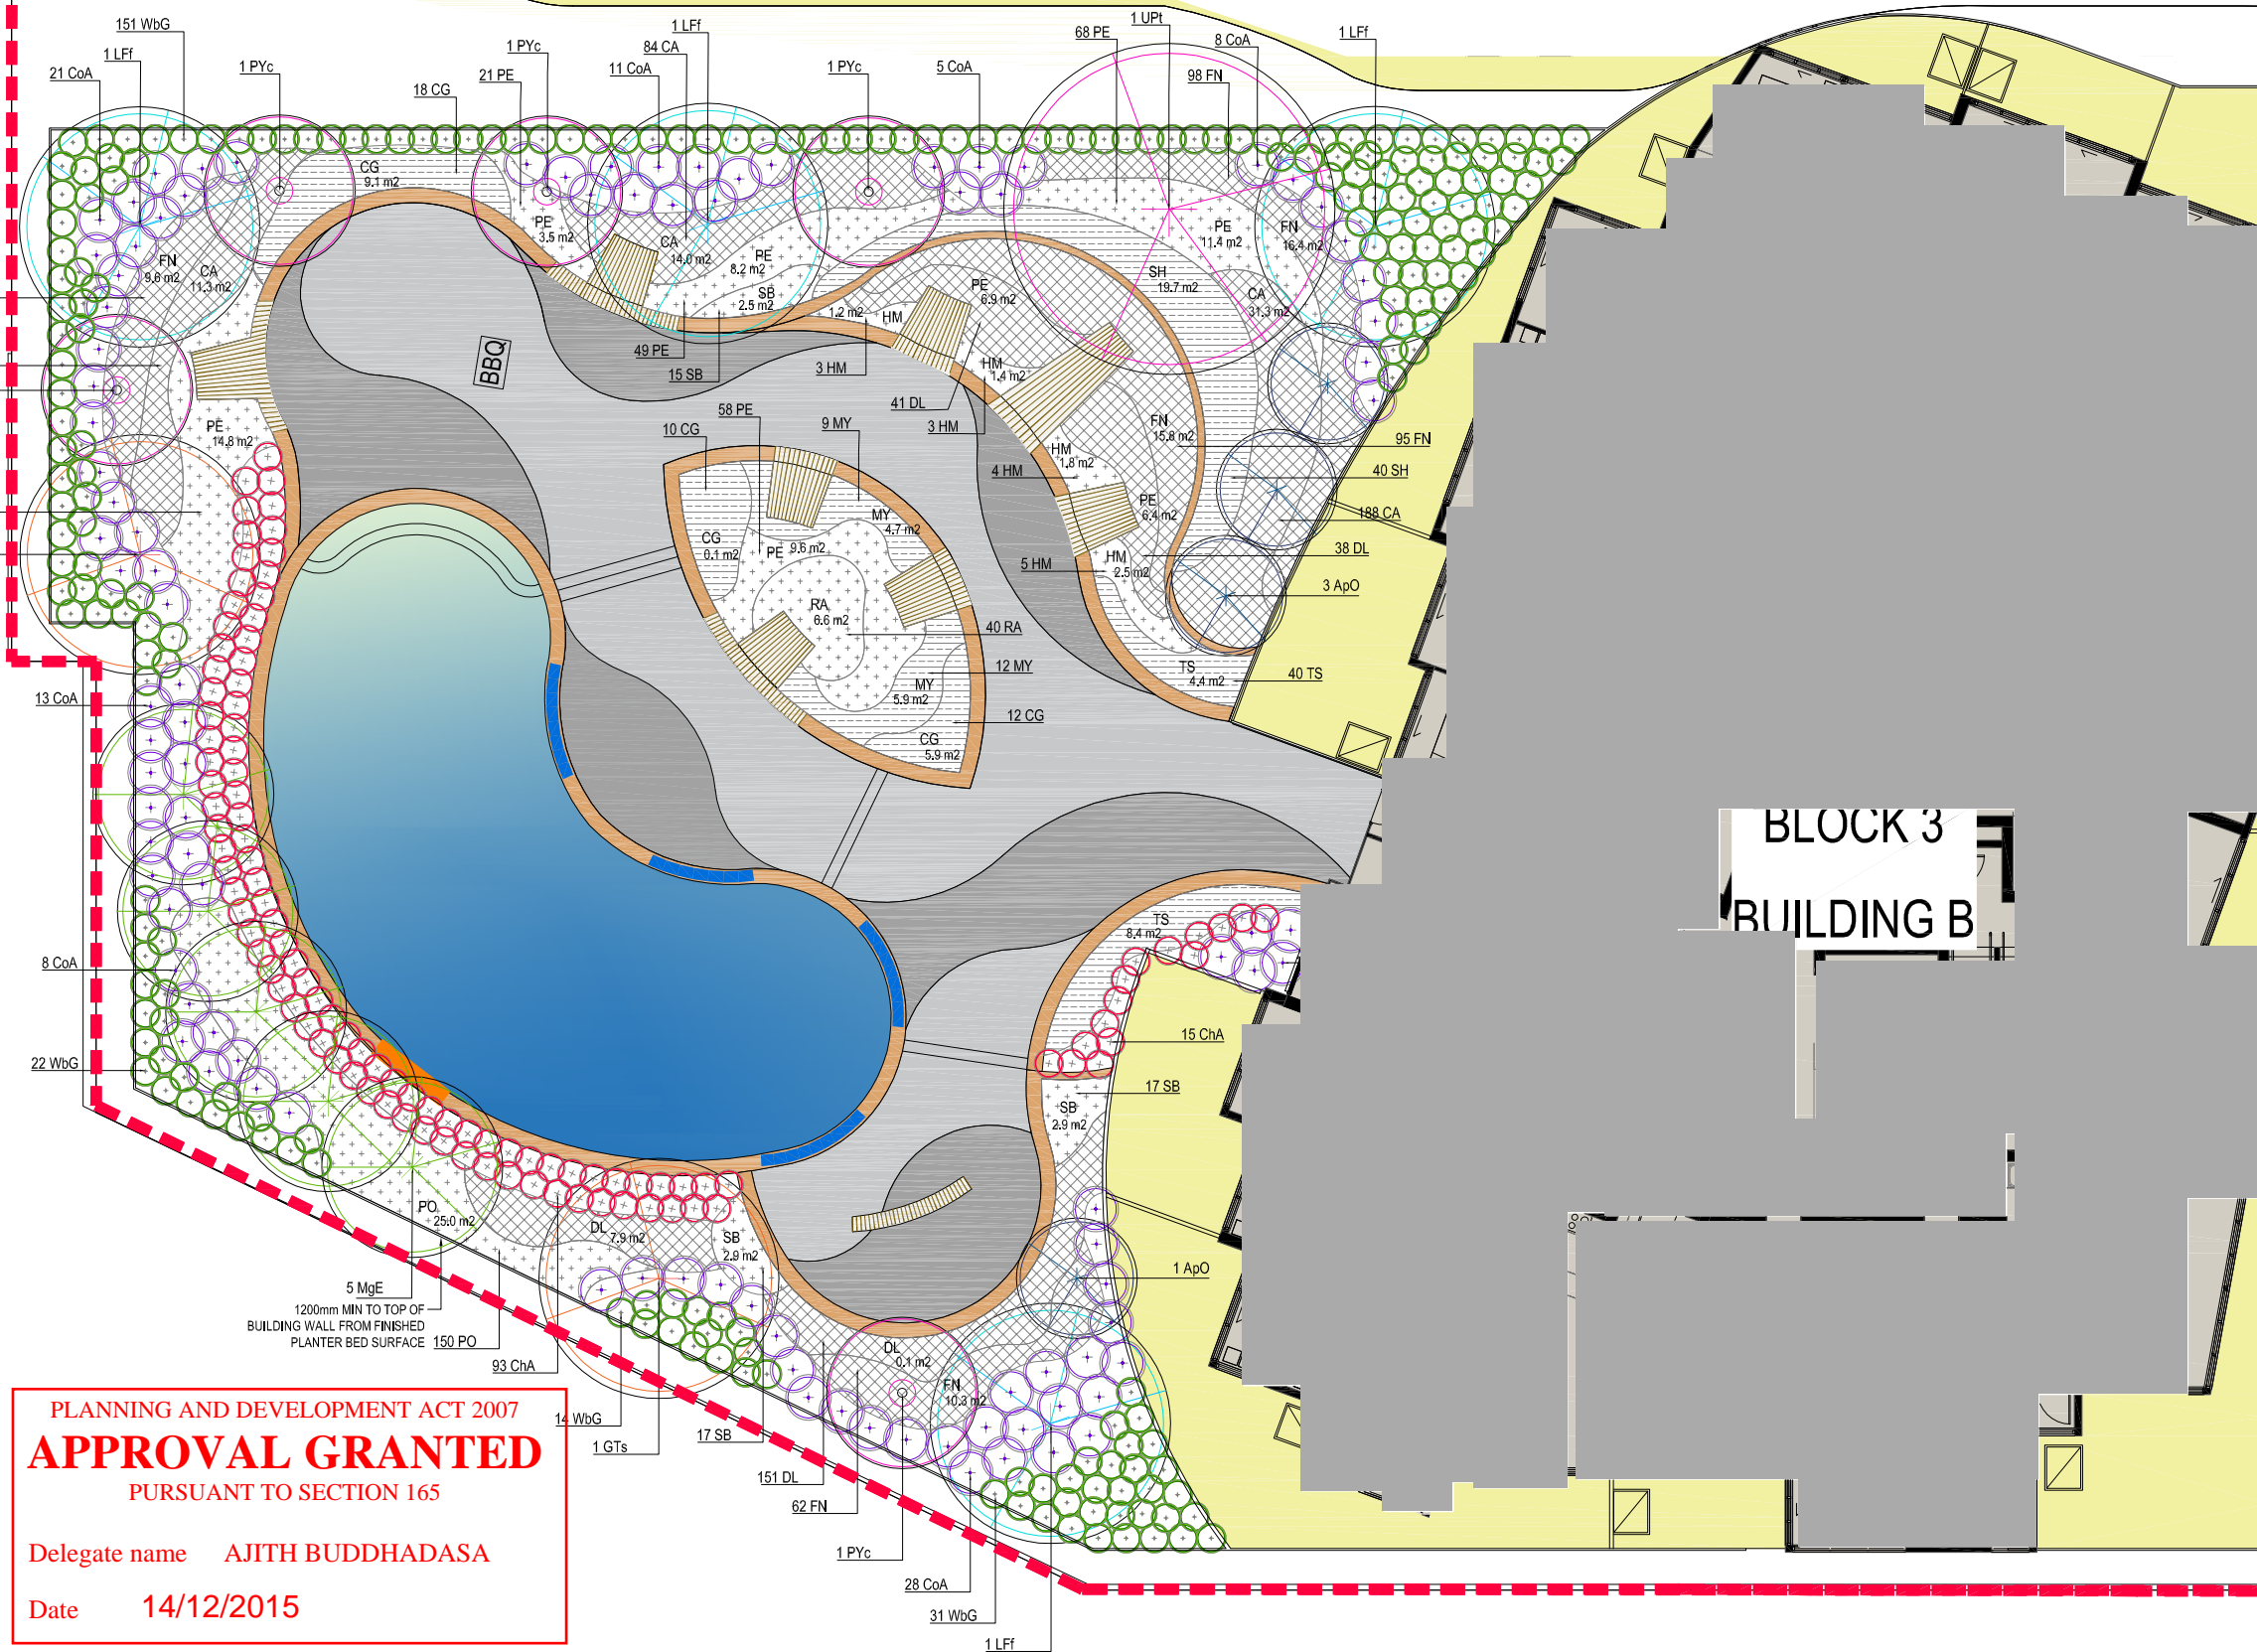 151 WbG
1 LFf
21 CoA
1 PYc
18 CG
21 PE
1 PYc
11 CoA
84 CA
1 LFf
1 PYc
5 CoA
68 PE
1 UPt
98 FN
8 CoA
1 LFf
CG
9.1 m2
PE
3.5 m2
CA
14.0 m2
PE
8.2 m2
SB
2.5 m2
FN
9.6 m2
CA
11.3 m2
PE
14.8 m2
1.2 m2
HM
PE
6.9 m2
SH
19.7 m2
PE
11.4 m2
FN
16.4 m2
CA
31.3 m2
BBQ
49 PE
15 SB
3 HM
41 DL
3 HM
HM
1.4 m2
58 PE
10 CG
9 MY
4 HM
HM
1.8 m2
FN
15.8 m2
95 FN
40 SH
188 CA
38 DL
3 ApO
PE
6.4 m2
5 HM
HM
2.5 m2
CG
0.1 m2
PE
9.6 m2
MY
4.7 m2
RA
6.6 m2
40 RA
12 MY
MY
5.9 m2
12 CG
CG
5.9 m2
TS
4.4 m2
40 TS
13 CoA
8 CoA
22 WbG
BLOCK 3
BUILDING B
TS
8.4 m2
15 ChA
17 SB
SB
2.9 m2
1 ApO
PO
25.0 m2
DL
7.9 m2
SB
2.9 m2
5 MgE
1200mm MIN TO TOP OF
BUILDING WALL FROM FINISHED
PLANTER BED SURFACE
150 PO
93 ChA
14 WbG
1 GTs
17 SB
151 DL
62 FN
DL
0.1 m2
FN
10.3 m2
1 PYc
28 CoA
31 WbG
1 LFf
PLANNING AND DEVELOPMENT ACT 2007
APPROVAL GRANTED
PURSUANT TO SECTION 165
Delegate name AJITH BUDDHADASA
Date 14/12/2015